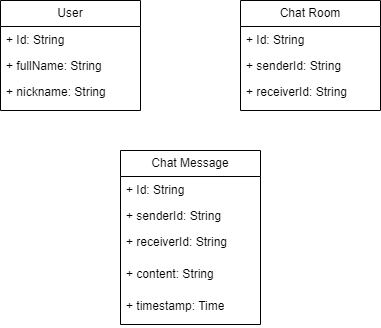 User
+ Id: String
+ fullName: String
+ nickname: String
Chat Room
+ Id: String
+ senderId: String
+ receiverId: String
Chat Message
+ Id: String
+ senderId: String
+ receiverId: String
+ content: String
+ timestamp: Time